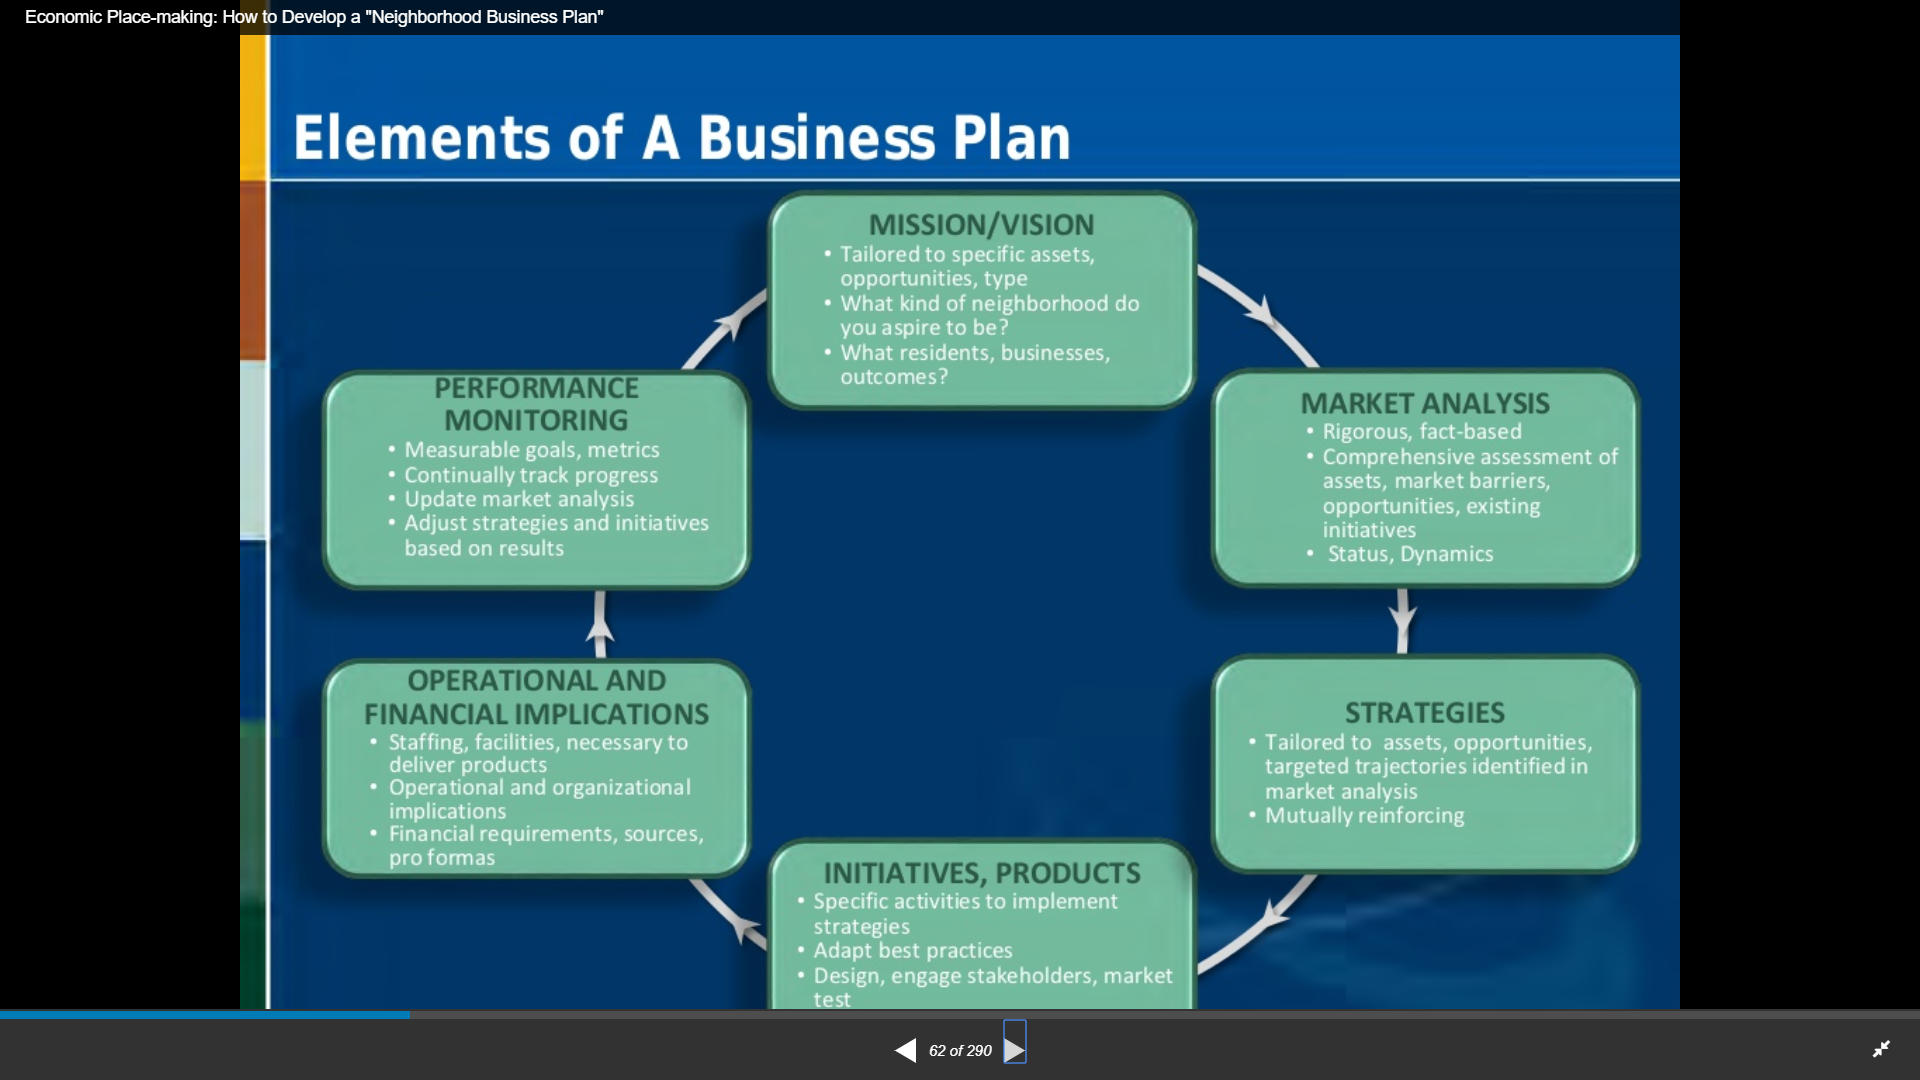 Economic Place-making: How to Develop a "Neighborhood Business Plan"
Elements of A Business Plan
MISSION/VISION
• Tailored to specific assets,
opportunities, type
• What kind of neighborhood do
you aspire to be?
• What residents, businesses,
outcomes?
MARKET ANALYSIS
• Rigorous, fact-based
• Comprehensive assessment of
assets, market barriers,
opportunities, existing
initiatives
• Status, Dynamics
STRATEGIES
• Tailored to assets, opportunities,
targeted trajectories identified in
market analysis
• Mutually reinforcing
INITIATIVES, PRODUCTS
• Specific activities to implement
strategies
• Adapt best practices
• Design, engage stakeholders, market
test
OPERATIONAL AND
FINANCIAL IMPLICATIONS
• Staffing, facilities, necessary to
deliver products
• Operational and organizational
implications
• Financial requirements, sources,
pro formas
PERFORMANCE
MONITORING
• Measurable goals, metrics
• Continually track progress
• Update market analysis
• Adjust strategies and initiatives
based on results
62 of 290